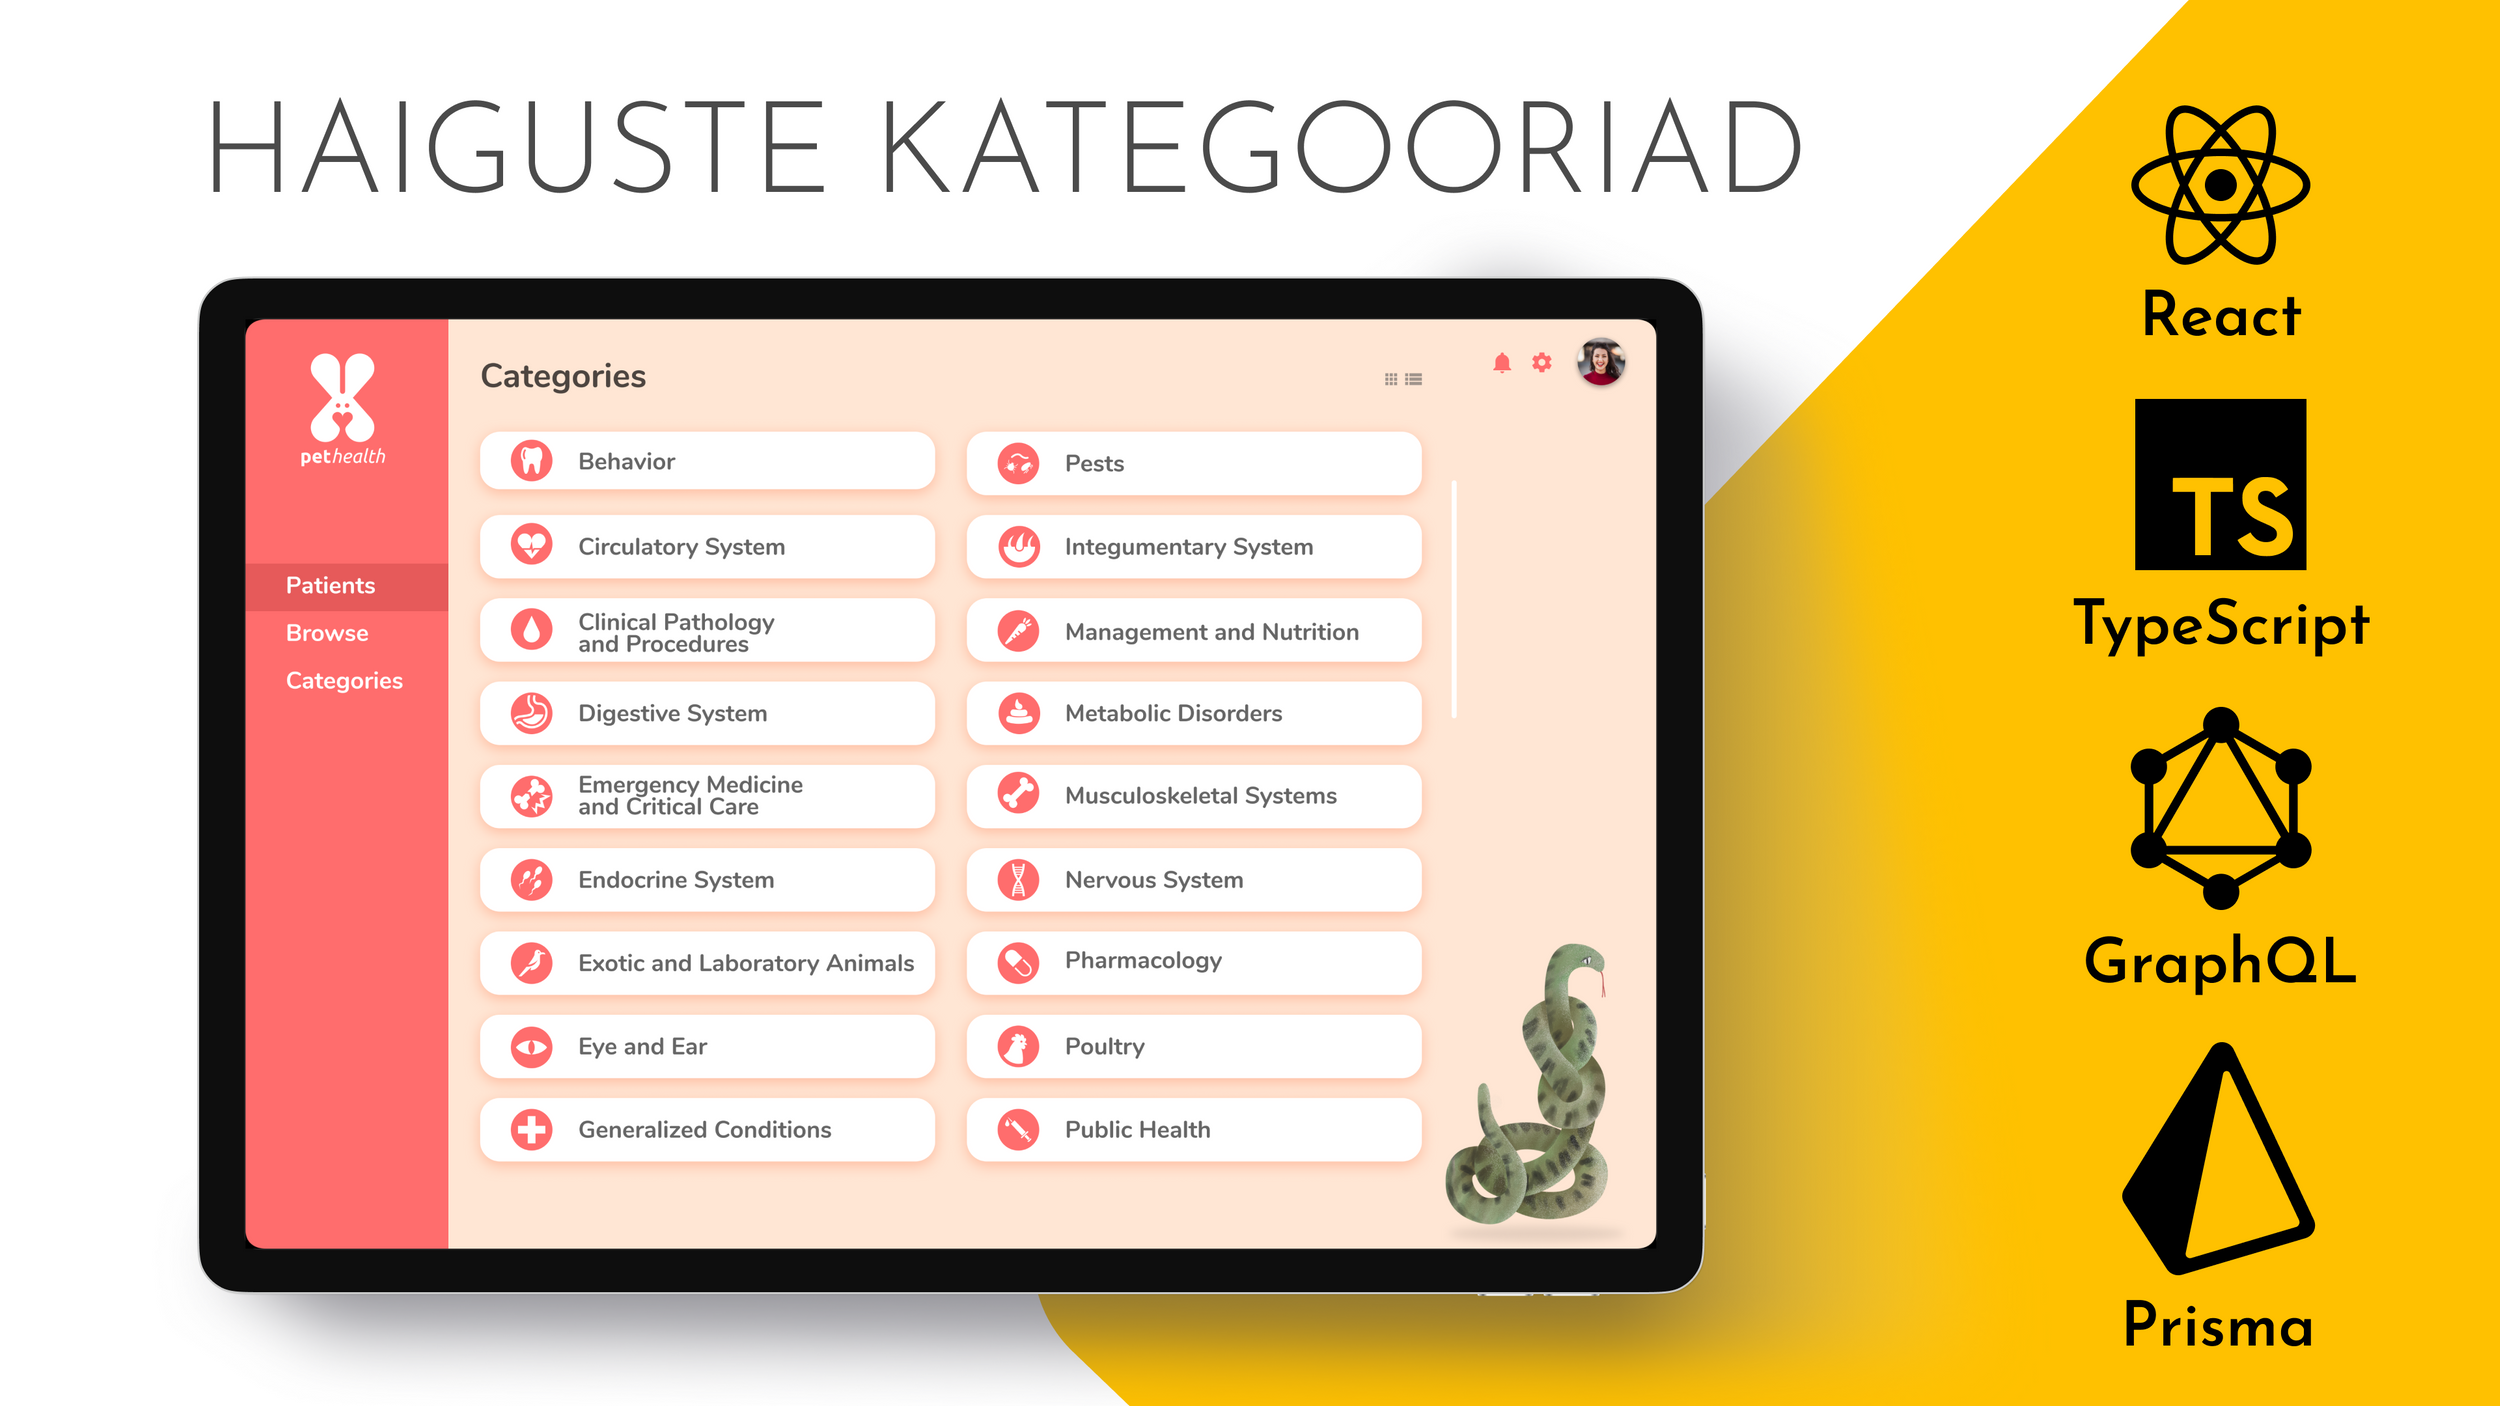 HAIGUSTE KATEGOORIAD
pethealth
Patients
Browse
Categories
Categories
Behavior
Circulatory System
Clinical Pathology
and Procedures
Digestive System
Emergency Medicine
and Critical Care
Endocrine System
Exotic and Laboratory Animals
Eye and Ear
Generalized Conditions
Pests
Integumentary System
Management and Nutrition
Metabolic Disorders
Musculoskeletal Systems
Nervous System
Pharmacology
Poultry
Public Health
React
TS
TypeScript
GraphQL
Prisma